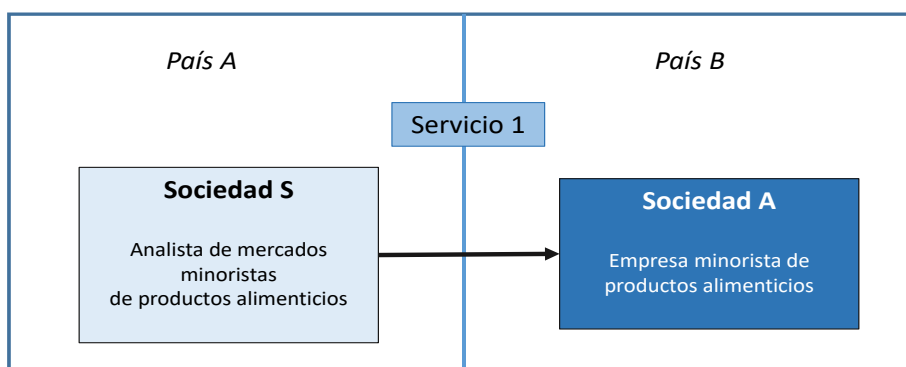 País A
País B
Servicio 1
Sociedad S
Analista de mercados
minoristas
de productos alimenticios
Sociedad A
Empresa minorista de
productos alimenticios